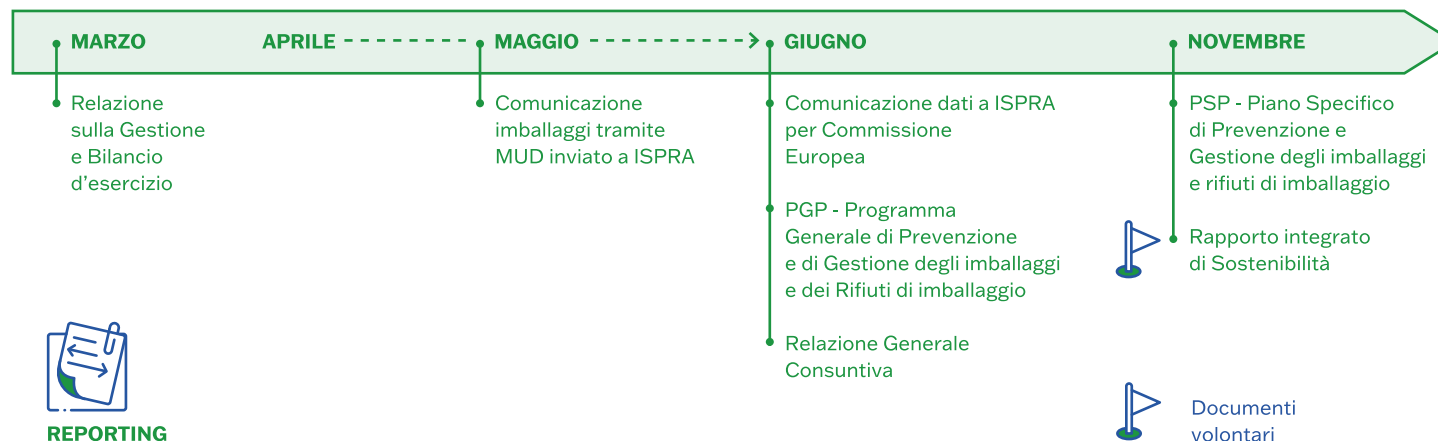 MARZO
APRILE
MAGGIO
GIUGNO
NOVEMBRE
Relazione
sulla Gestione
e Bilancio
d'esercizio
Comunicazione
imballaggi tramite
MUD inviato a ISPRA
Comunicazione dati a ISPRA
per Commissione
Europea
PGP - Programma
Generale di Prevenzione
e di Gestione degli imballaggi
e dei Rifiuti di imballaggio
Relazione Generale
Consuntiva
PSP - Piano Specifico
di Prevenzione e
Gestione degli imballaggi
e rifiuti di imballaggio
Rapporto integrato
di Sostenibilità
REPORTING
Documenti
volontari